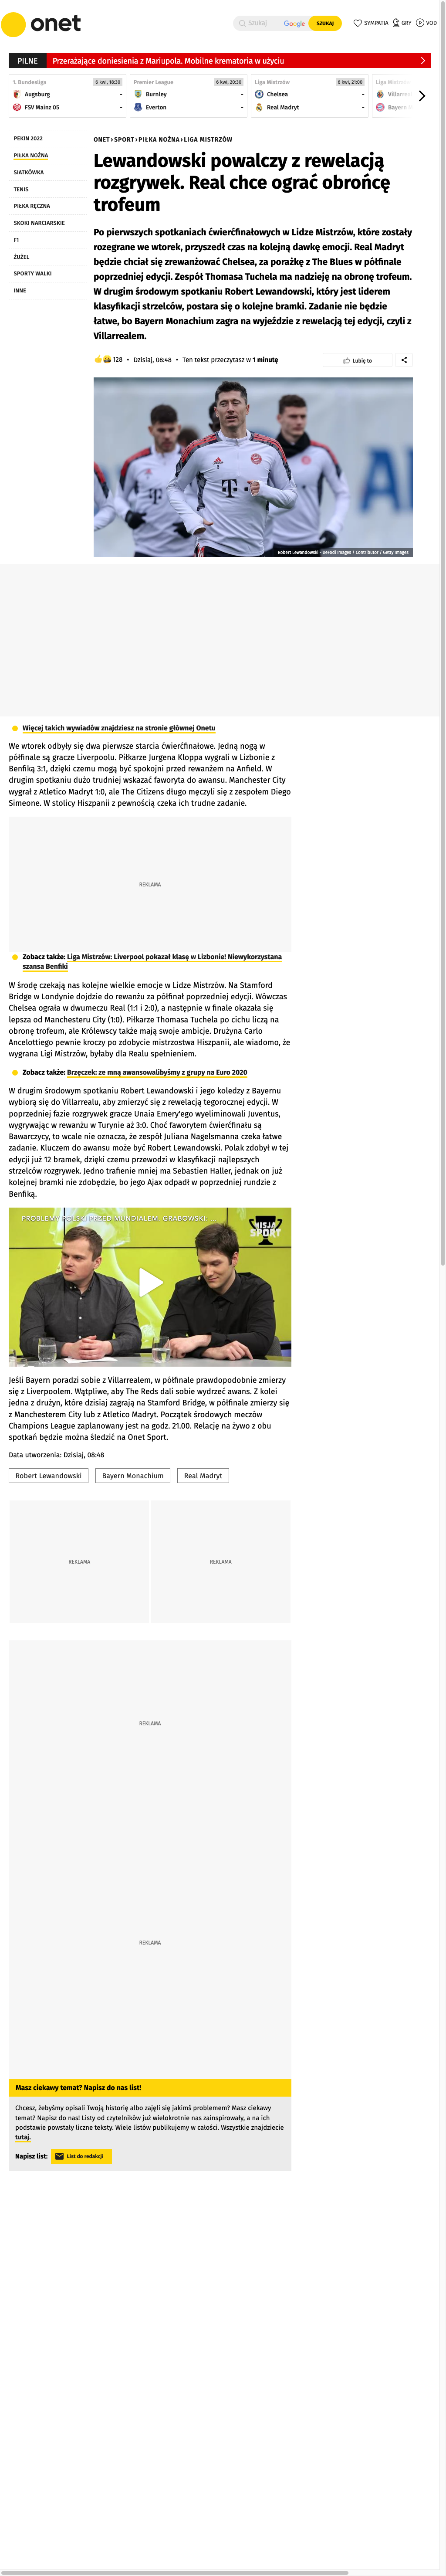 onet
Szukaj
Google
SZUKAJ
SYMPATIA
GRY
VOD
PILNE
Przerażające doniesienia z Mariupola. Mobilne krematoria w użyciu
1. Bundesliga
6 kwi, 18:30
Augsburg -
FSV Mainz 05 -
Premier League
6 kwi, 20:30
Burnley -
Everton -
Liga Mistrzów
6 kwi, 21:00
Chelsea -
Real Madryt -
Liga Mistrzów
Villarreal
Bayern
PEKIN 2022
PIŁKA NOŻNA
SIATKÓWKA
TENIS
PIŁKA RĘCZNA
SKOKI NARCIARSKIE
F1
ŻUŻEL
SPORTY WALKI
INNE
ONET › SPORT › PIŁKA NOŻNA › LIGA MISTRZÓW
Lewandowski powalczy z rewelacją
rozgrywek. Real chce ograć obrońcę
trofeum
Po pierwszych spotkaniach ćwierćfinałowych w Lidze Mistrzów, które zostały
rozegrane we wtorek, przyszedł czas na kolejną dawkę emocji. Real Madryt
będzie chciał się zrewanżować Chelsea, za porażkę z The Blues w półfinale
poprzedniej edycji. Zespół Thomasa Tuchela ma nadzieję na obronę trofeum.
W drugim środowym spotkaniu Robert Lewandowski, który jest liderem
klasyfikacji strzelców, postara się o kolejne bramki. Zadanie nie będzie
łatwe, bo Bayern Monachium zagra na wyjeździe z rewelacją tej edycji, czyli z
Villarrealem.
128 • Dzisiaj, 08:48 • Ten tekst przeczytasz w 1 minutę
Lubię to
Robert Lewandowski - DeFodi Images / Contributor / Getty Images
Więcej takich wywiadów znajdziesz na stronie głównej Onetu
We wtorek odbyły się dwa pierwsze starcia ćwierćfinałowe. Jedną nogą w
półfinale są gracze Liverpoolu. Piłkarze Jurgena Kloppa wygrali w Lizbonie z
Benfiką 3:1, dzięki czemu mogą być spokojni przed rewanżem na Anfield. W
drugim spotkaniu dużo trudniej wskazać faworyta do awansu. Manchester City
wygrał z Atletico Madryt 1:0, ale The Citizens długo męczyli się z zespołem Diego
Simeone. W stolicy Hiszpanii z pewnością czeka ich trudne zadanie.
REKLAMA
Zobacz także: Liga Mistrzów: Liverpool pokazał klasę w Lizbonie! Niewykorzystana
szansa Benfiki
W środę czekają nas kolejne wielkie emocje w Lidze Mistrzów. Na Stamford
Bridge w Londynie dojdzie do rewanżu za półfinał poprzedniej edycji. Wówczas
Chelsea ograła w dwumeczu Real (1:1 i 2:0), a następnie w finale okazała się
lepsza od Manchesteru City (1:0). Piłkarze Thomasa Tuchela po cichu liczą na
obronę trofeum, ale Królewscy także mają swoje ambicje. Drużyna Carlo
Ancelottiego pewnie kroczy po zdobycie mistrzostwa Hiszpanii, ale wiadomo, że
wygrana Ligi Mistrzów, byłaby dla Realu spełnieniem.
Zobacz także: Brzęczek: ze mną awansowalibyśmy z grupy na Euro 2020
W drugim środowym spotkaniu Robert Lewandowski i jego koledzy z Bayernu
wybiorą się do Villarrealu, aby zmierzyć się z rewelacją tegorocznej edycji. W
poprzedniej fazie rozgrywek gracze Unaia Emery'ego wyeliminowali Juventus,
wygrywając w rewanżu w Turynie aż 3:0. Choć faworytem ćwierćfinału są
Bawarczycy, to wcale nie oznacza, że zespół Juliana Nagelsmanna czeka łatwe
zadanie. Kluczem do awansu może być Robert Lewandowski. Polak zdobył w tej
edycji już 12 bramek, dzięki czemu przewodzi w klasyfikacji najlepszych
strzelców rozgrywek. Jedno trafienie mniej ma Sebastien Haller, jednak on już
kolejnej bramki nie zdobędzie, bo jego Ajax odpadł w poprzedniej rundzie z
Benfiką.
PROBLEMY POLSKI PRZED MUNDIALEM. GRABOWSKI: ...
MISJA
SPORT
Jeśli Bayern poradzi sobie z Villarrealem, w półfinale prawdopodobnie zmierzy
się z Liverpoolem. Wątpliwe, aby The Reds dali sobie wydrzeć awans. Z kolei
jedna z drużyn, które dzisiaj zagrają na Stamford Bridge, w półfinale zmierzy się
z Manchesterem City lub z Atletico Madryt. Początek środowych meczów
Champions League zaplanowany jest na godz. 21.00. Relację na żywo z obu
spotkań będzie można śledzić na Onet Sport.
Data utworzenia: Dzisiaj, 08:48
Robert Lewandowski
Bayern Monachium
Real Madryt
REKLAMA
REKLAMA
REKLAMA
REKLAMA
Masz ciekawy temat? Napisz do nas list!
Chcesz, żebyśmy opisali Twoją historię albo zajęli się jakimś problemem? Masz ciekawy
temat? Napisz do nas! Listy od czytelników już wielokrotnie nas zainspirowały, a na ich
podstawie powstały liczne teksty. Wiele listów publikujemy w całości. Wszystkie znajdziecie
tutaj.
Napisz list:
List do redakcji